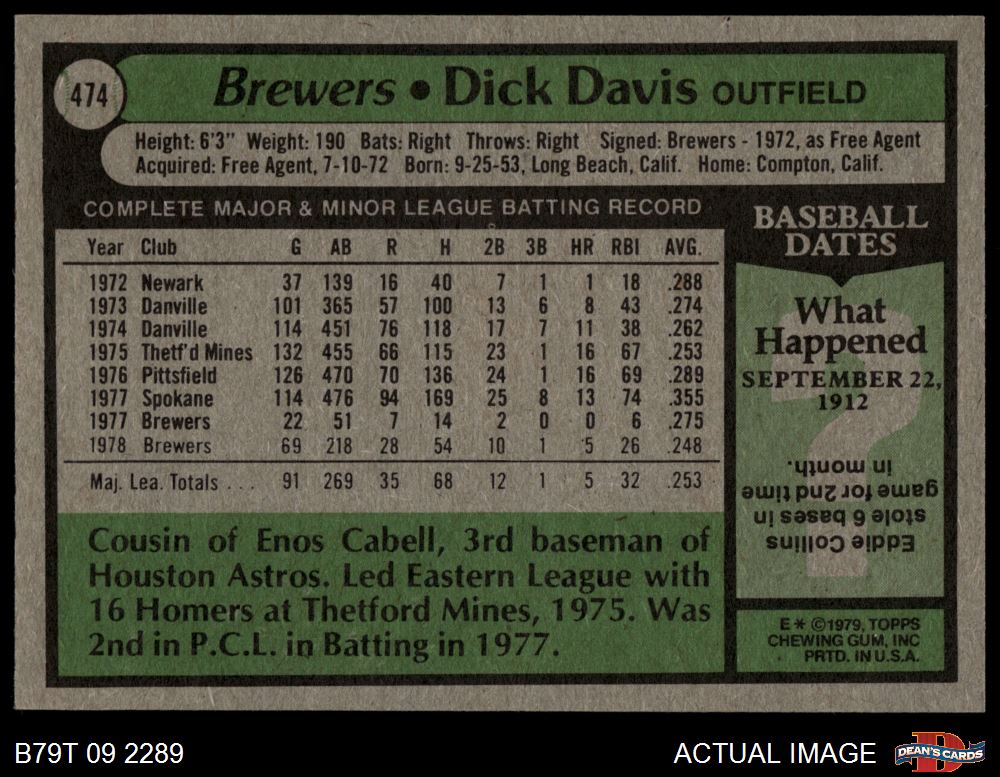 474
Brewers • Dick Davis OUTFIELD
Height: 6'3" Weight: 190 Bats: Right Throws: Right Signed: Brewers - 1972, as Free Agent
Acquired: Free Agent, 7-10-72 Born: 9-25-53, Long Beach, Calif. Home: Compton, Calif.
COMPLETE MAJOR & MINOR LEAGUE BATTING RECORD
Year Club G AB R H 2B 3B HR RBI AVG.
1972 Newark 37 139 16 40 7 1 1 18 .288
1973 Danville 101 365 57 100 13 6 8 43 .274
1974 Danville 114 451 76 118 17 7 11 38 .262
1975 Thetf'd Mines 132 455 66 115 23 1 16 67 .253
1976 Pittsfield 126 470 70 136 24 1 16 69 .289
1977 Spokane 114 476 94 169 25 8 13 74 .355
1977 Brewers 22 51 7 14 2 0 0 6 .275
1978 Brewers 69 218 28 54 10 1 5 26 .248
Maj. Lea. Totals . . . 91 269 35 68 12 1 5 32 .253
Cousin of Enos Cabell, 3rd baseman of
Houston Astros. Led Eastern League with
16 Homers at Thetford Mines, 1975. Was
2nd in P.C.L. in Batting in 1977.
BASEBALL
DATES
What
Happened
SEPTEMBER 22,
1912
Eddie Collins
stole 6 bases in
game for 2nd time
in month.
E* ©1979, TOPPS
CHEWING GUM, INC
PRTD. IN U.S.A.
B79T 09 2289
ACTUAL IMAGE
DEAN'S CARDS